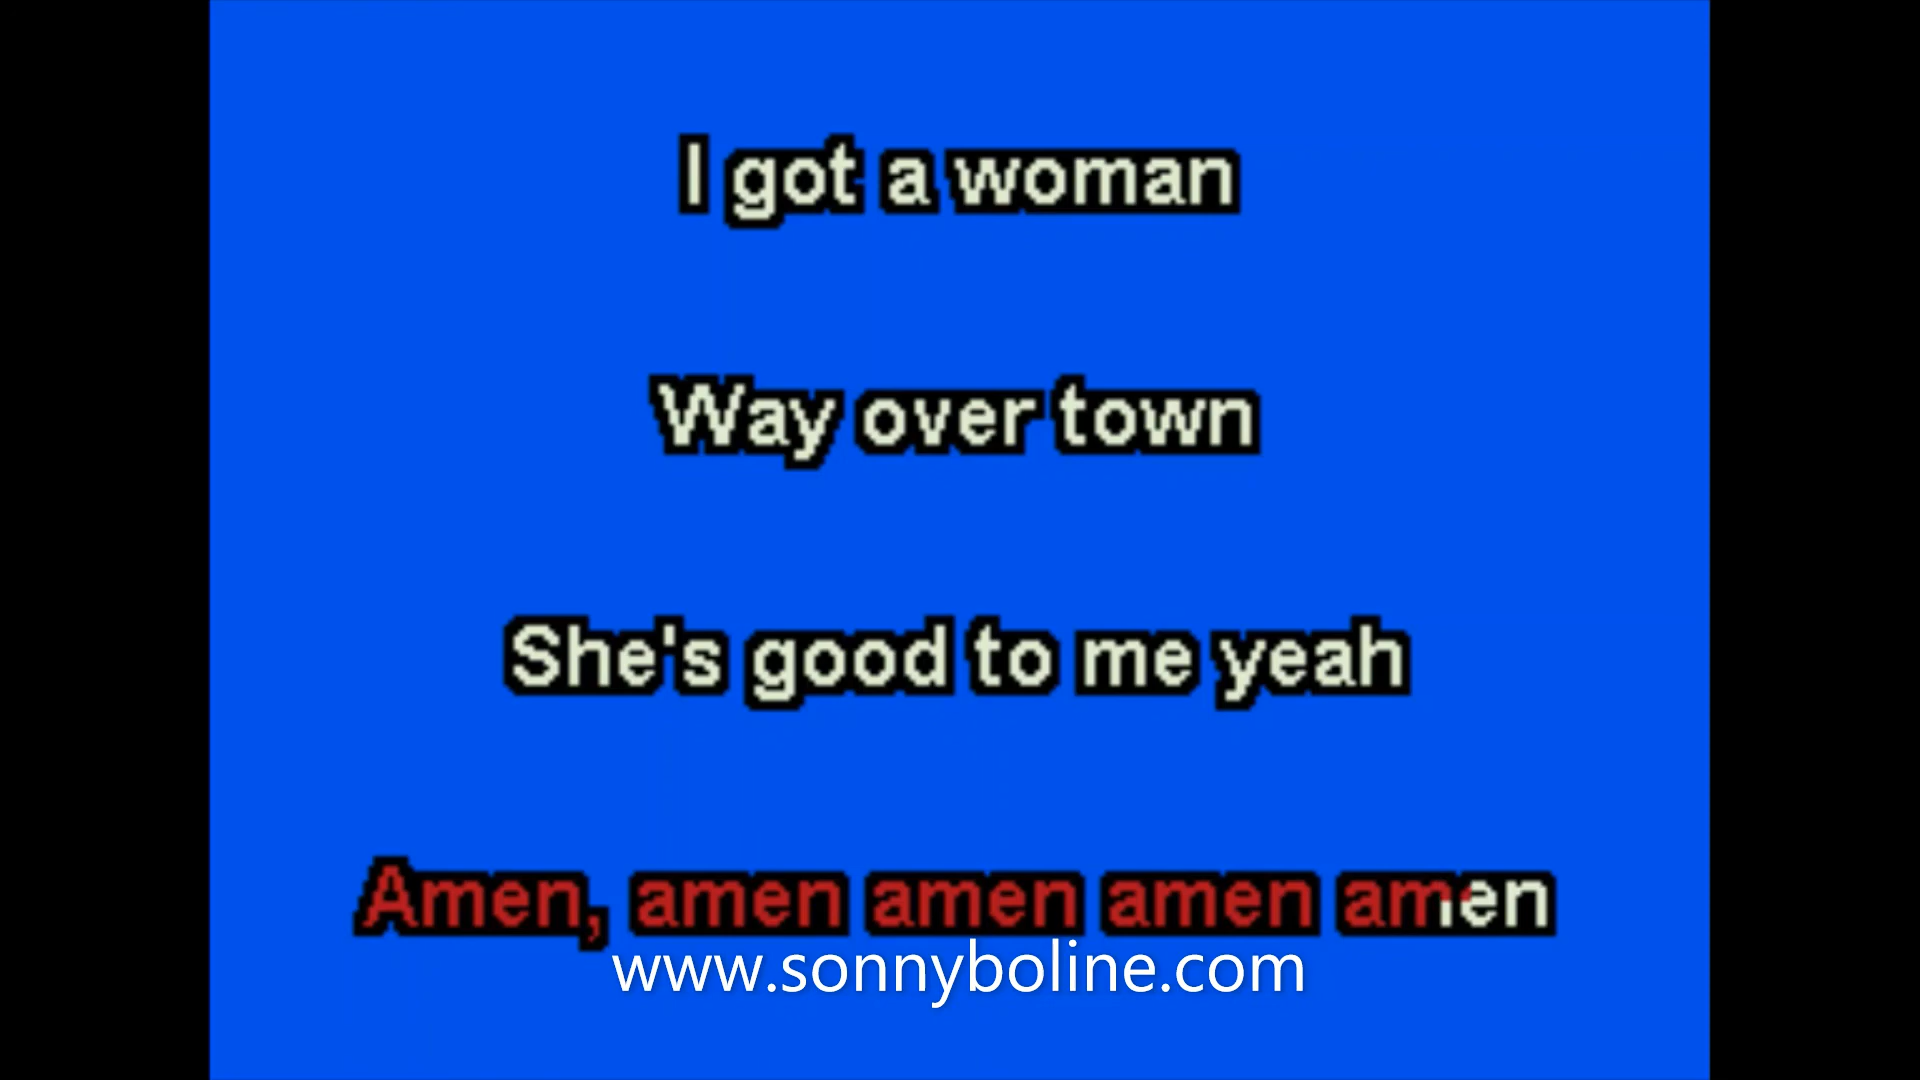 I got a woman
Way over town
She's good to me yeah
Amen, amen amen amen amen
www.sonnyboline.com